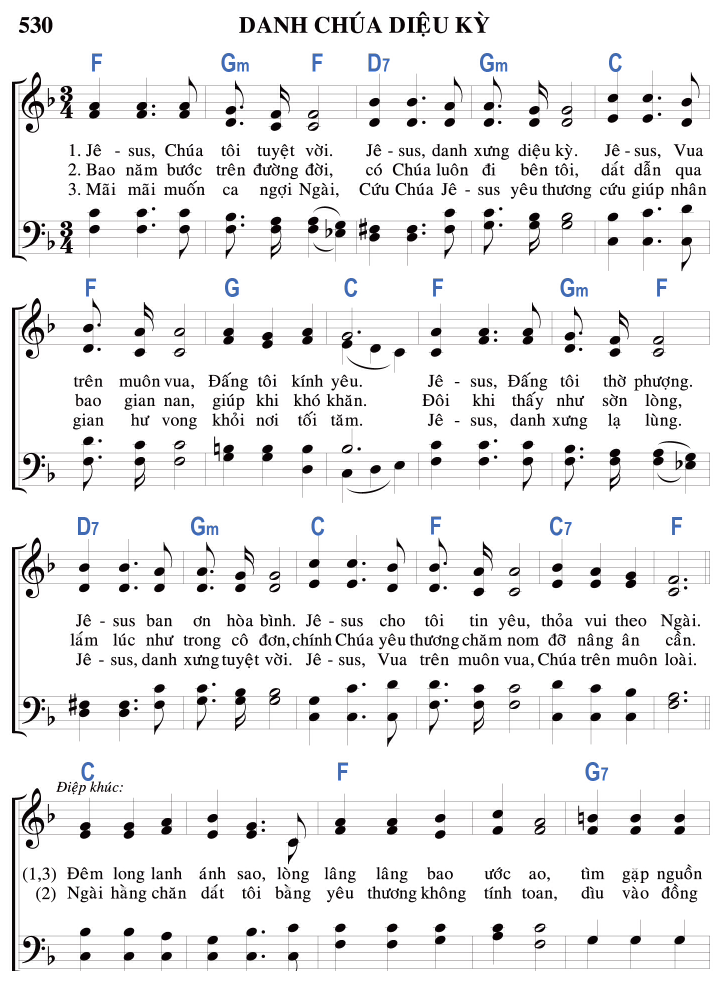 530 DANH CHÚA DIỆU KỲ
F Gm F D7 Gm C
3 4
1. Jê - sus, Chúa tôi tuyệt vời. Jê - sus, danh xưng diệu kỳ. Jê - sus, Vua
2. Bao năm bước trên đường đời, có Chúa luôn đi bên tôi, dất dẫn qua
3. Mãi mãi muốn ca ngợi Ngài, Cứu Chúa Jê - sus yêu thương cứu giúp nhân
3 4
F G C F Gm F
trên muôn vua, Đấng tôi kính yêu. Jê - sus, Đấng tôi thờ phượng.
bao gian nan, giúp khi khó khăn. Đôi khi thấy như sờn lòng,
gian hư vong khỏi nơi tối tăm. Jê - sus, danh xưng lạ lùng.
D7 Gm C F C7 F
Jê - sus ban ơn hòa bình. Jê - sus cho tôi tin yêu, thỏa vui theo Ngài.
lấm lúc như trong cô đơn, chính Chúa yêu thương chăm nom đỡ nâng ân cần.
Jê - sus, danh xưng tuyệt vời. Jê - sus, Vua trên muôn vua, Chúa trên muôn loài.
C F G7
Điệp khúc:
(1,3) Đêm long lanh ánh sao, lòng lâng lâng bao ước ao, tìm gặp nguồn
(2) Ngài hằng chăn dất tôi bằng yêu thương không tính toan, dìu vào đồng